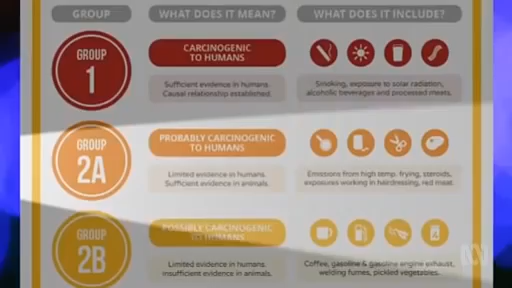 GROUP WHAT DOES IT MEAN? WHAT DOES IT INCLUDE?
GROUP
1
CARCINOGENIC
TO HUMANS
Sufficient evidence in humans.
Causal relationship established.
Smoking, exposure to solar radiation,
alcoholic beverages and processed meats.
GROUP
2A
PROBABLY CARCINOGENIC
TO HUMANS
Limited evidence in humans.
Sufficient evidence in animals.
Emissions from high temp. frying, steroids,
exposures working in hairdressing, red meat.
GROUP
2B
POSSIBLY CARCINOGENIC
TO HUMANS
Limited evidence in humans.
Insufficient evidence in animals.
Coffee, gasoline & gasoline engine exhaust,
welding fumes, pickled vegetables.